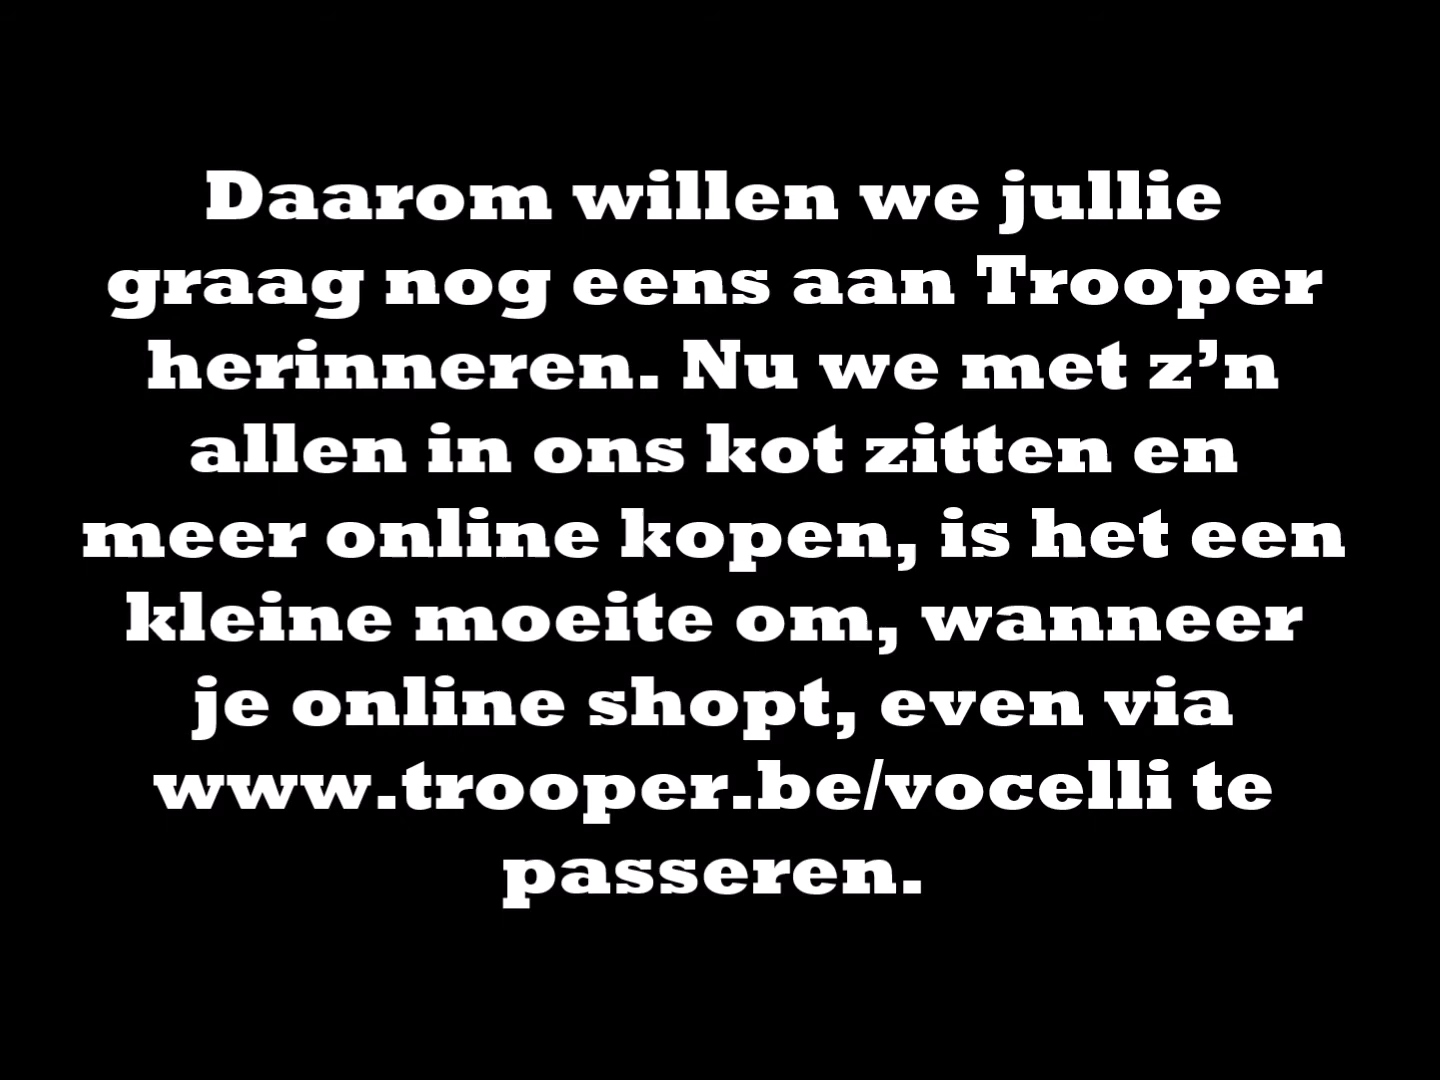 Daarom willen we jullie
graag nog eens aan Trooper
herinneren. Nu we met z’n
allen in ons kot zitten en
meer online kopen, is het een
kleine moeite om, wanneer
je online shopt, even via
www.trooper.be/vocelli te
passeren.